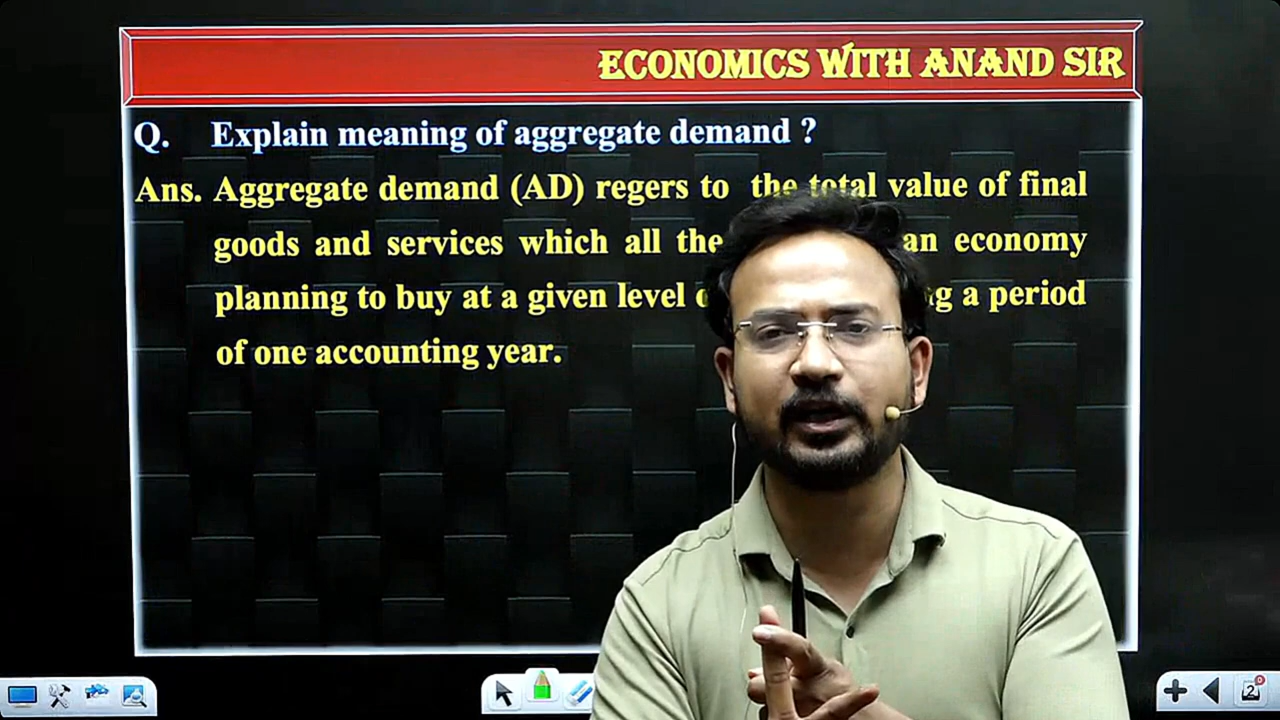 ECONOMICS WITH ANAND SIR
Q. Explain meaning of aggregate demand ?
Ans. Aggregate demand (AD) regers to the total value of final
goods and services which all the an economy
planning to buy at a given level a period
of one accounting year.
2